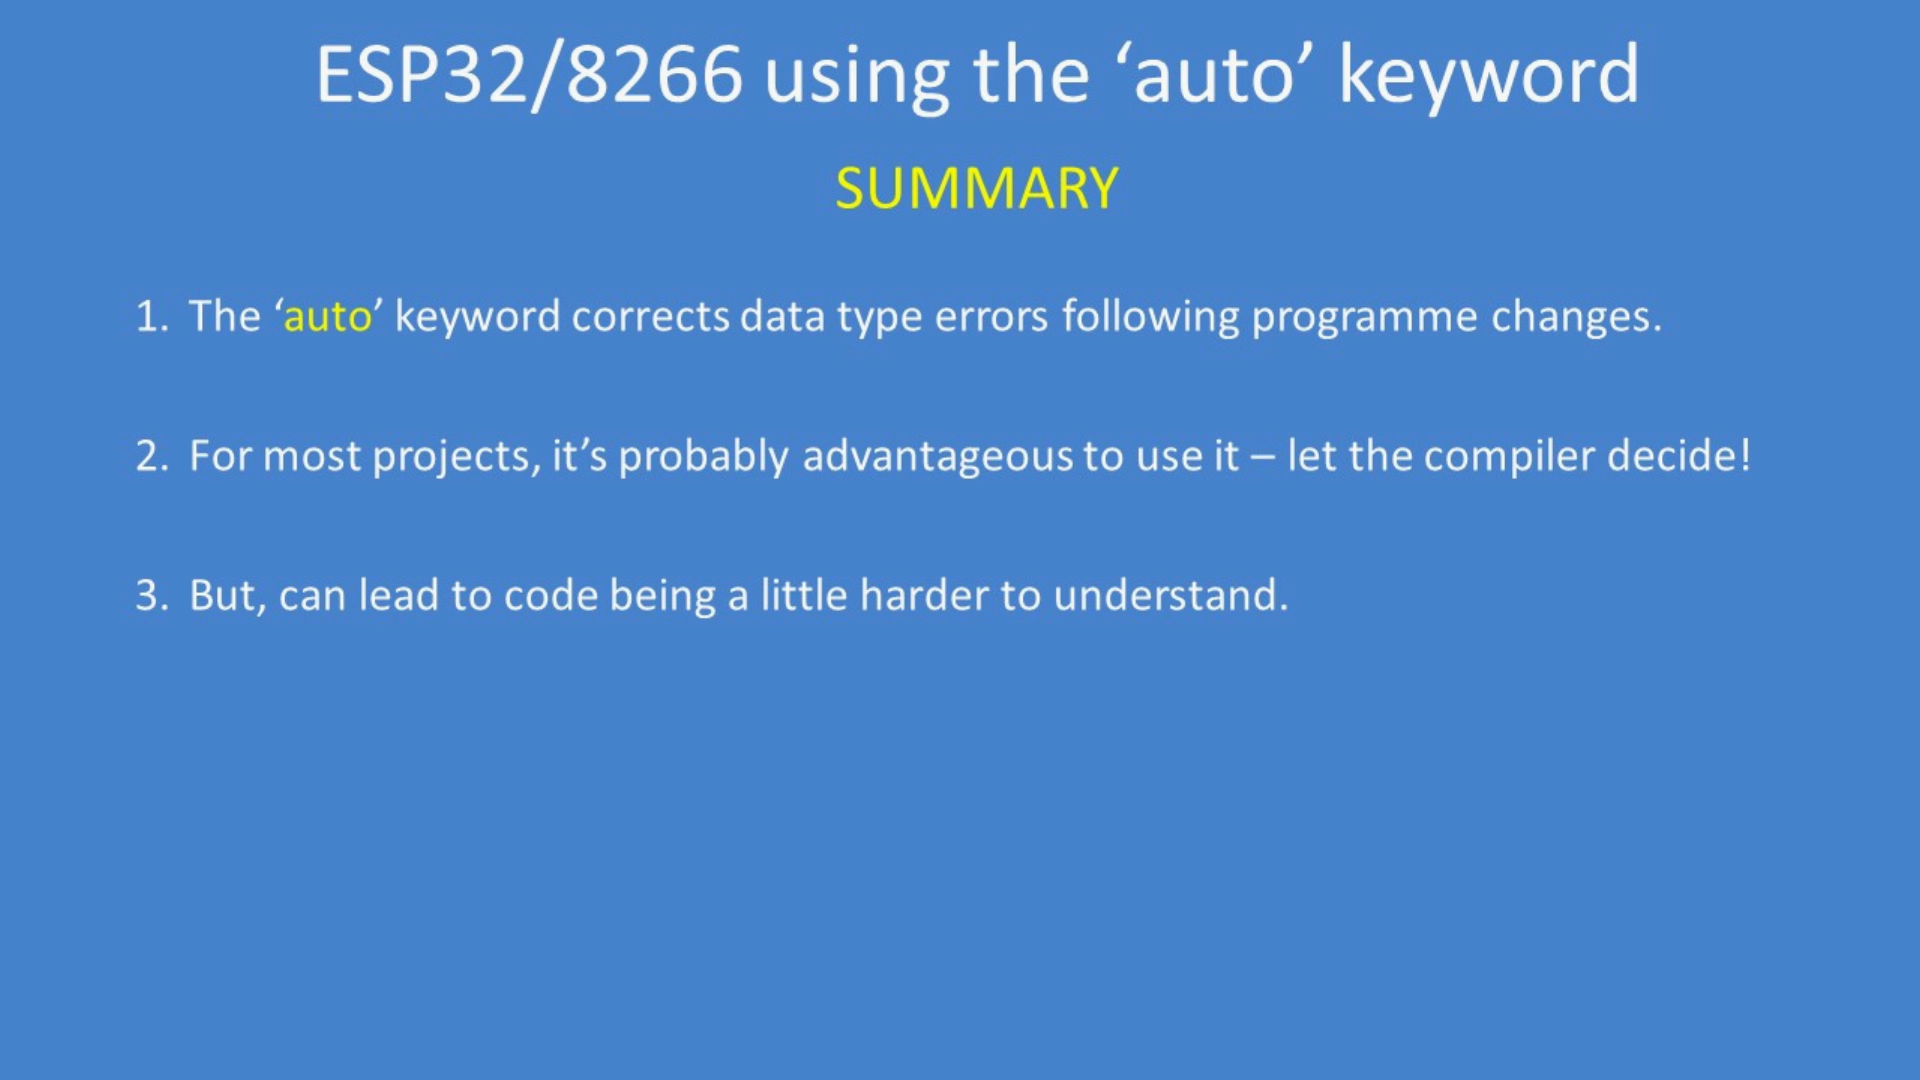 ESP32/8266 using the ‘auto’ keyword
SUMMARY
1. The ‘auto’ keyword corrects data type errors following programme changes.
2. For most projects, it’s probably advantageous to use it – let the compiler decide!
3. But, can lead to code being a little harder to understand.